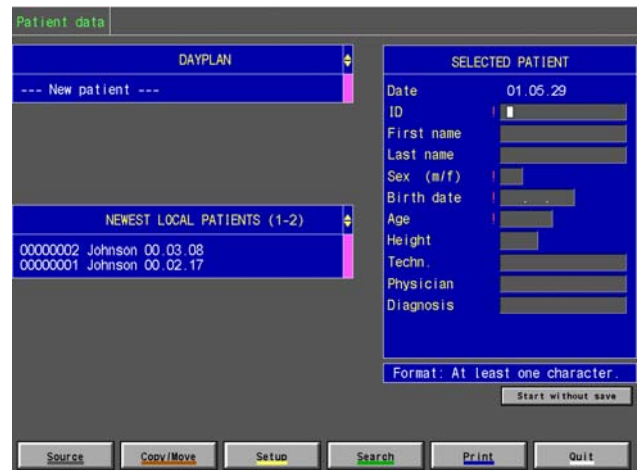 Patient data
DAYPLAN
--- New patient ---
NEWEST LOCAL PATIENTS (1-2)
00000002 Johnson 00.03.08
00000001 Johnson 00.02.17
SELECTED PATIENT
Date 01.05.29
ID !
First name
Last name
Sex (m/f) !
Birth date ! . .
Age !
Height
Techn.
Physician
Diagnosis
Format: At least one character.
Start without save
Source Copy/Move Setup Search Print Quit